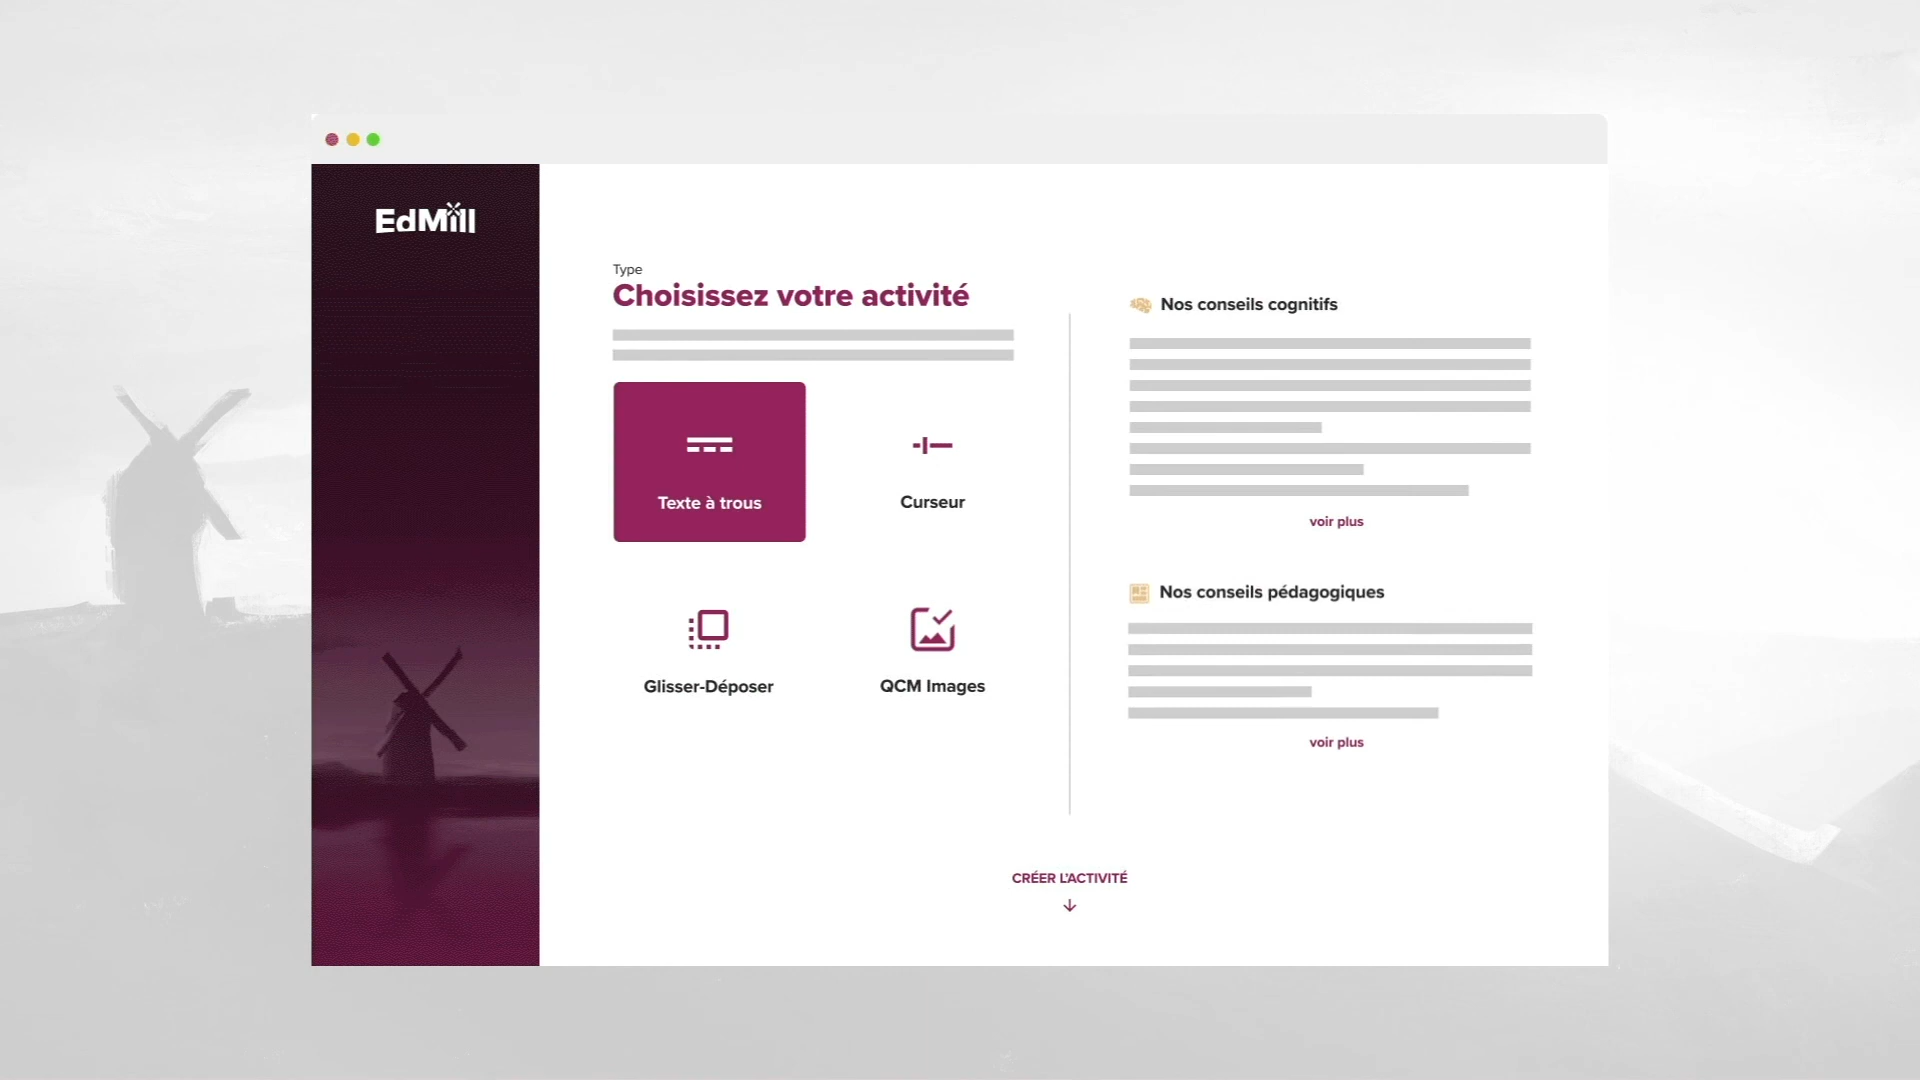 EdMill
Type
Choisissez votre activité
Texte à trous
Curseur
Glisser-Déposer
QCM Images
Nos conseils cognitifs
voir plus
Nos conseils pédagogiques
voir plus
CRÉER L'ACTIVITÉ